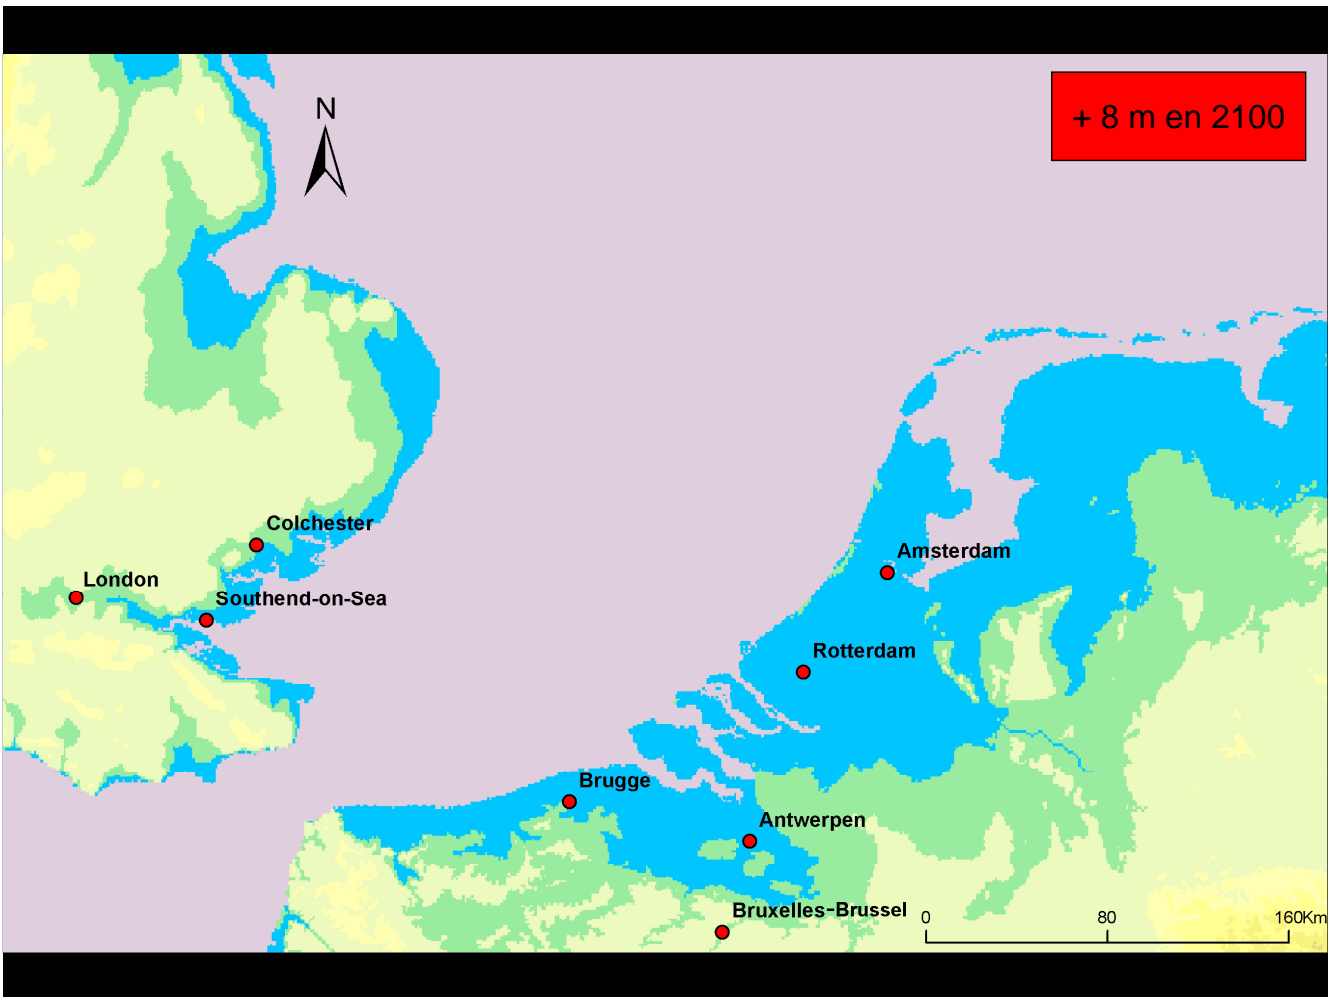 N
+ 8 m en 2100
Colchester
London
Southend-on-Sea
Amsterdam
Rotterdam
Brugge
Antwerpen
Bruxelles-Brussel
0 80 160Km